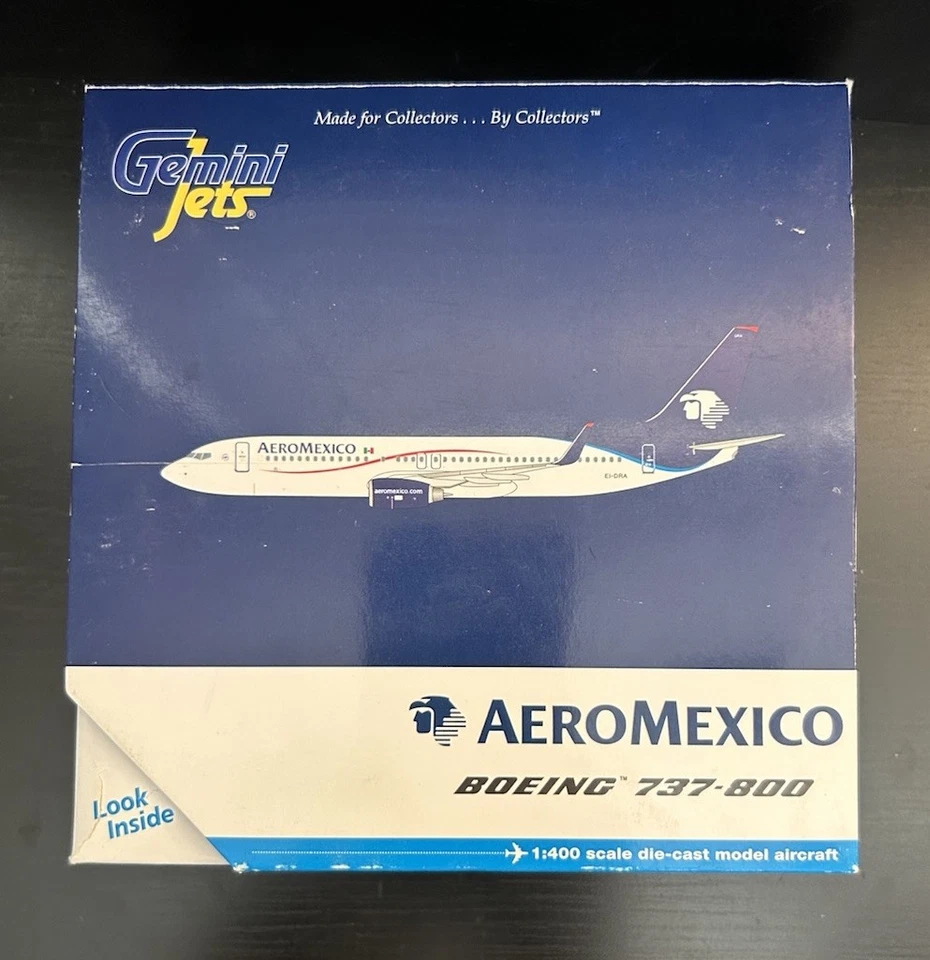 Made for Collectors . . . By Collectors™
Gemini
Jets®
AEROMEXICO
aeromexico.com
EI-DRA
AEROMEXICO
BOEING™ 737-800
Look
Inside
1:400 scale die-cast model aircraft